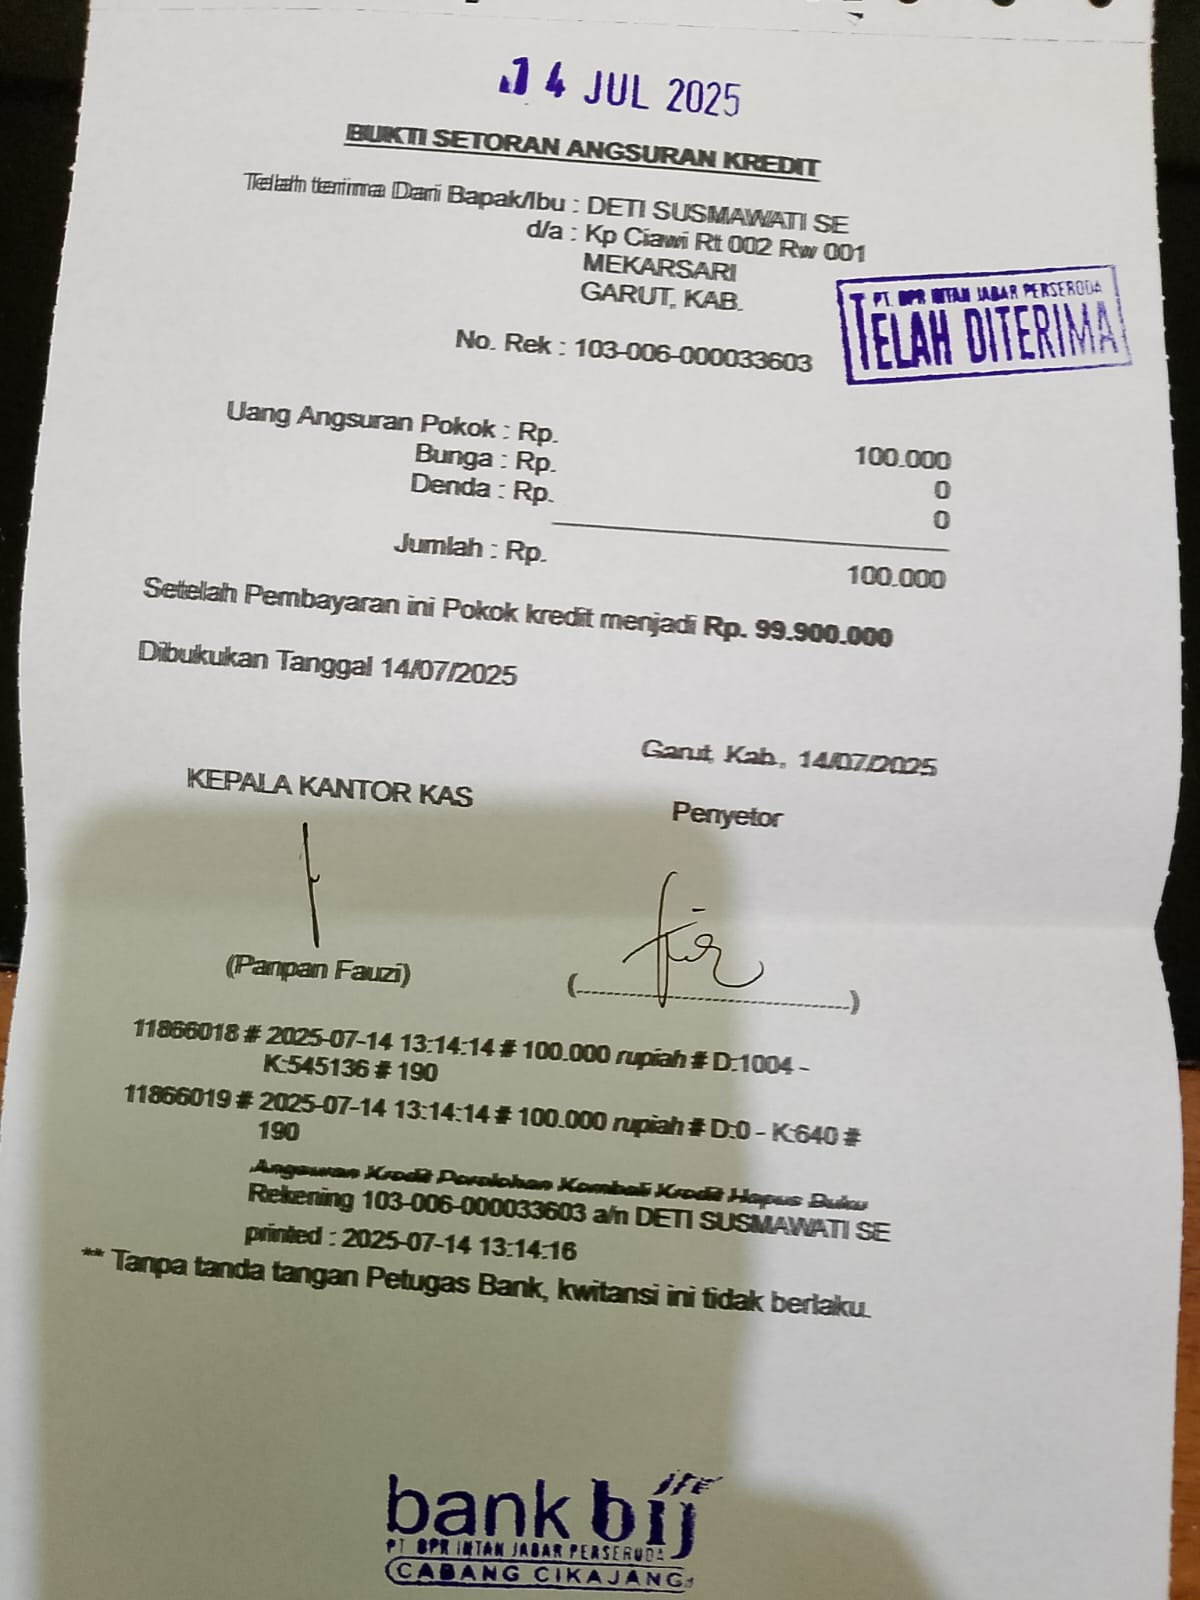 14 JUL 2025
BUKTI SETORAN ANGSURAN KREDIT
Telah terima Dari Bapak/Ibu : DETI SUSMAWATI SE
d/a : Kp Ciawi Rt 002 Rw 001
MEKARSARI
GARUT, KAB.
PT. BPR INTAN JABAR PERSERODA
TELAH DITERIMA
No. Rek : 103-006-000033603
Uang Angsuran Pokok : Rp. 100.000
Bunga : Rp. 0
Denda : Rp. 0
Jumlah : Rp. 100.000
Setelah Pembayaran ini Pokok kredit menjadi Rp. 99.900.000
Dibukukan Tanggal 14/07/2025
Garut, Kab., 14/07/2025
KEPALA KANTOR KAS
Penyetor
(Panpan Fauzi)
(..............................)
11866018 # 2025-07-14 13:14:14 # 100.000 rupiah # D:1004 -
K:545136 # 190
11866019 # 2025-07-14 13:14:14 # 100.000 rupiah # D:0 - K:640 #
190
Angsuran Kredit Perolehan Kembali Kredit Hapus Buku
Rekening 103-006-000033603 a/n DETI SUSMAWATI SE
printed : 2025-07-14 13:14:16
** Tanpa tanda tangan Petugas Bank, kwitansi ini tidak berlaku.
bank bij
PT BPR INTAN JABAR PERSERODA
CABANG CIKAJANG